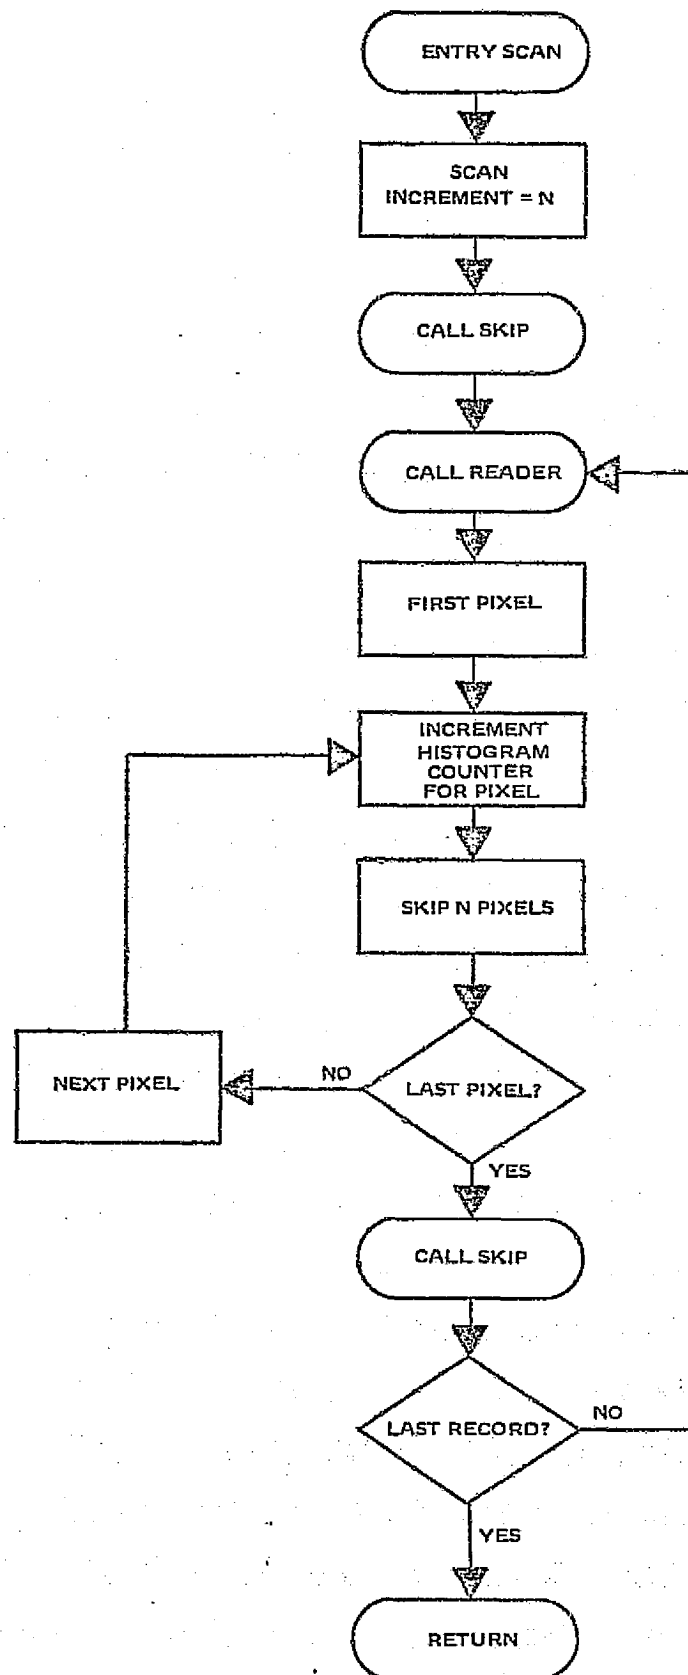 ENTRY SCAN
SCAN
INCREMENT = N
CALL SKIP
CALL READER
FIRST PIXEL
INCREMENT
HISTOGRAM
COUNTER
FOR PIXEL
SKIP N PIXELS
NEXT PIXEL
NO
LAST PIXEL?
YES
CALL SKIP
LAST RECORD?
NO
YES
RETURN